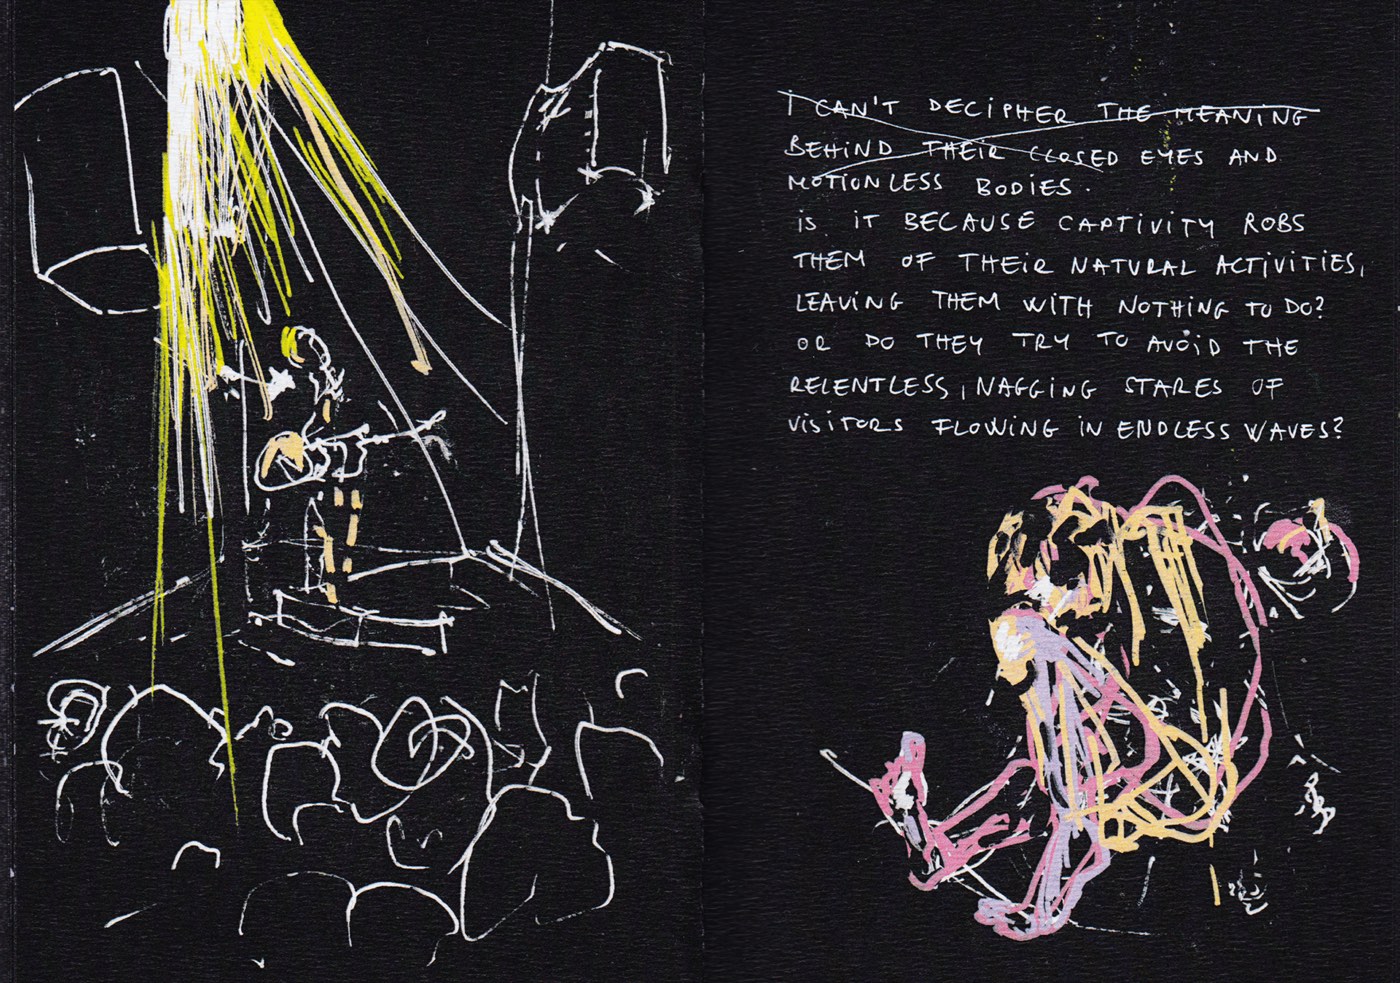 I CAN'T DECIPHER THE MEANING
BEHIND THEIR CLOSED EYES AND
MOTIONLESS BODIES.
IS IT BECAUSE CAPTIVITY ROBS
THEM OF THEIR NATURAL ACTIVITIES,
LEAVING THEM WITH NOTHING TO DO?
OR DO THEY TRY TO AVOID THE
RELENTLESS, NAGGING STARES OF
VISITORS FLOWING IN ENDLESS WAVES?